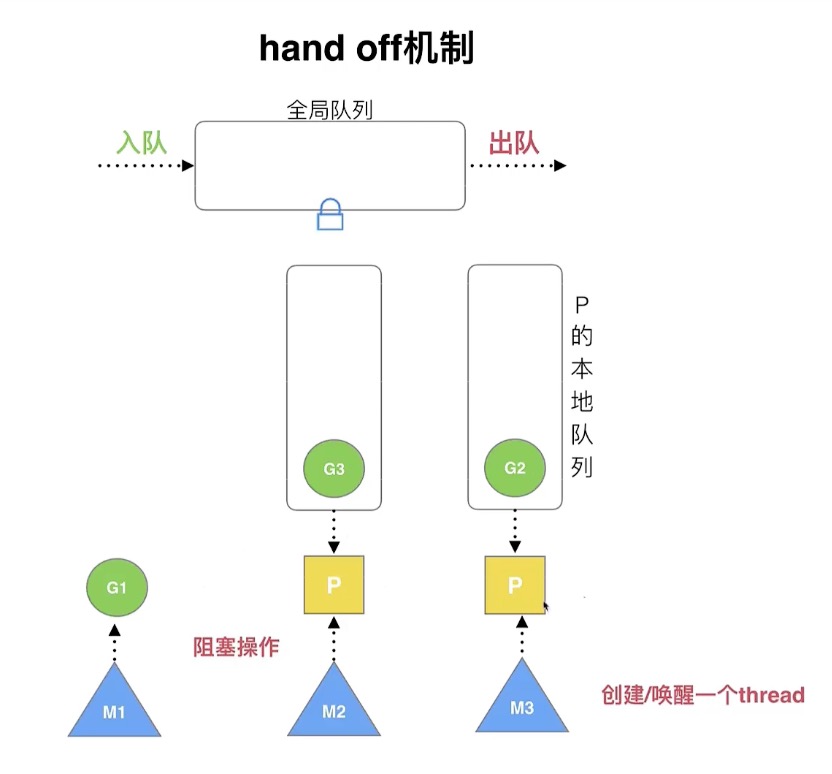 hand off机制
全局队列
入队
出队
P的本地队列
G3
G2
G1
P
P
阻塞操作
M1
M2
M3
创建/唤醒一个thread